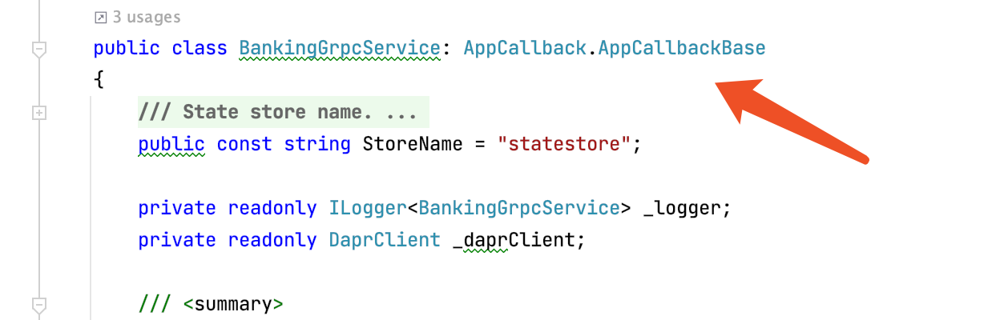 3 usages
public class BankingGrpcService: AppCallback.AppCallbackBase
{
/// State store name. ...
public const string StoreName = "statestore";
private readonly ILogger<BankingGrpcService> _logger;
private readonly DaprClient _daprClient;
/// <summary>